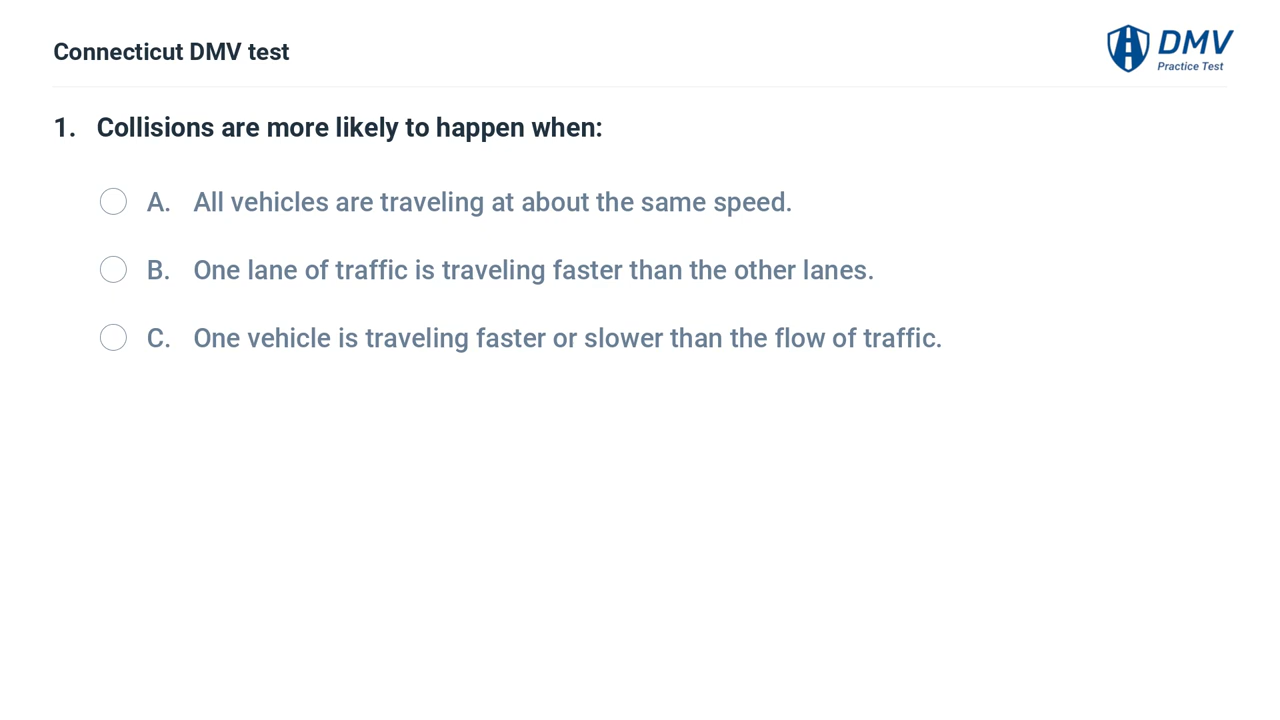 Connecticut DMV test
DMV
Practice Test
1. Collisions are more likely to happen when:
A. All vehicles are traveling at about the same speed.
B. One lane of traffic is traveling faster than the other lanes.
C. One vehicle is traveling faster or slower than the flow of traffic.